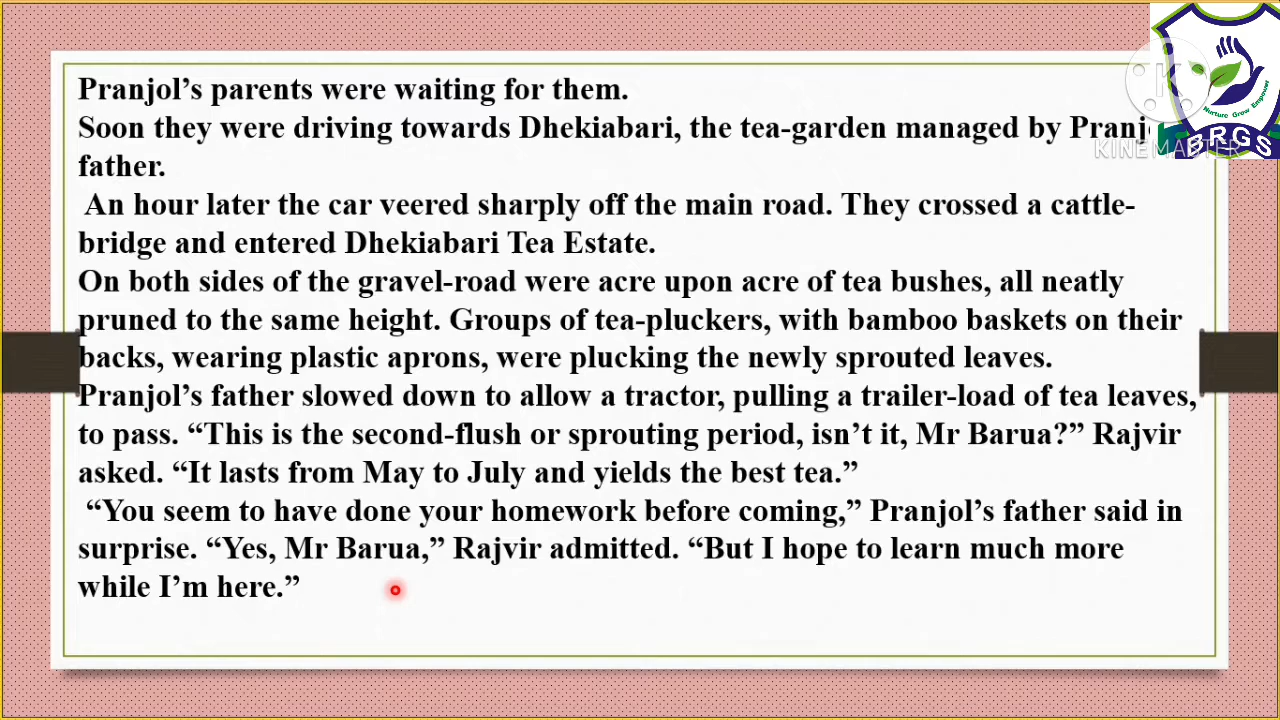 Pranjol’s parents were waiting for them.
Soon they were driving towards Dhekiabari, the tea-garden managed by
father.
An hour later the car veered sharply off the main road. They crossed a cattle-
bridge and entered Dhekiabari Tea Estate.
On both sides of the gravel-road were acre upon acre of tea bushes, all neatly
pruned to the same height. Groups of tea-pluckers, with bamboo baskets on their
backs, wearing plastic aprons, were plucking the newly sprouted leaves.
Pranjol’s father slowed down to allow a tractor, pulling a trailer-load of tea leaves,
to pass. “This is the second-flush or sprouting period, isn’t it, Mr Barua?” Rajvir
asked. “It lasts from May to July and yields the best tea.”
“You seem to have done your homework before coming,” Pranjol’s father said in
surprise. “Yes, Mr Barua,” Rajvir admitted. “But I hope to learn much more
while I’m here.”
Nurture Grow Empower
BRGS
K
KINEMASTER